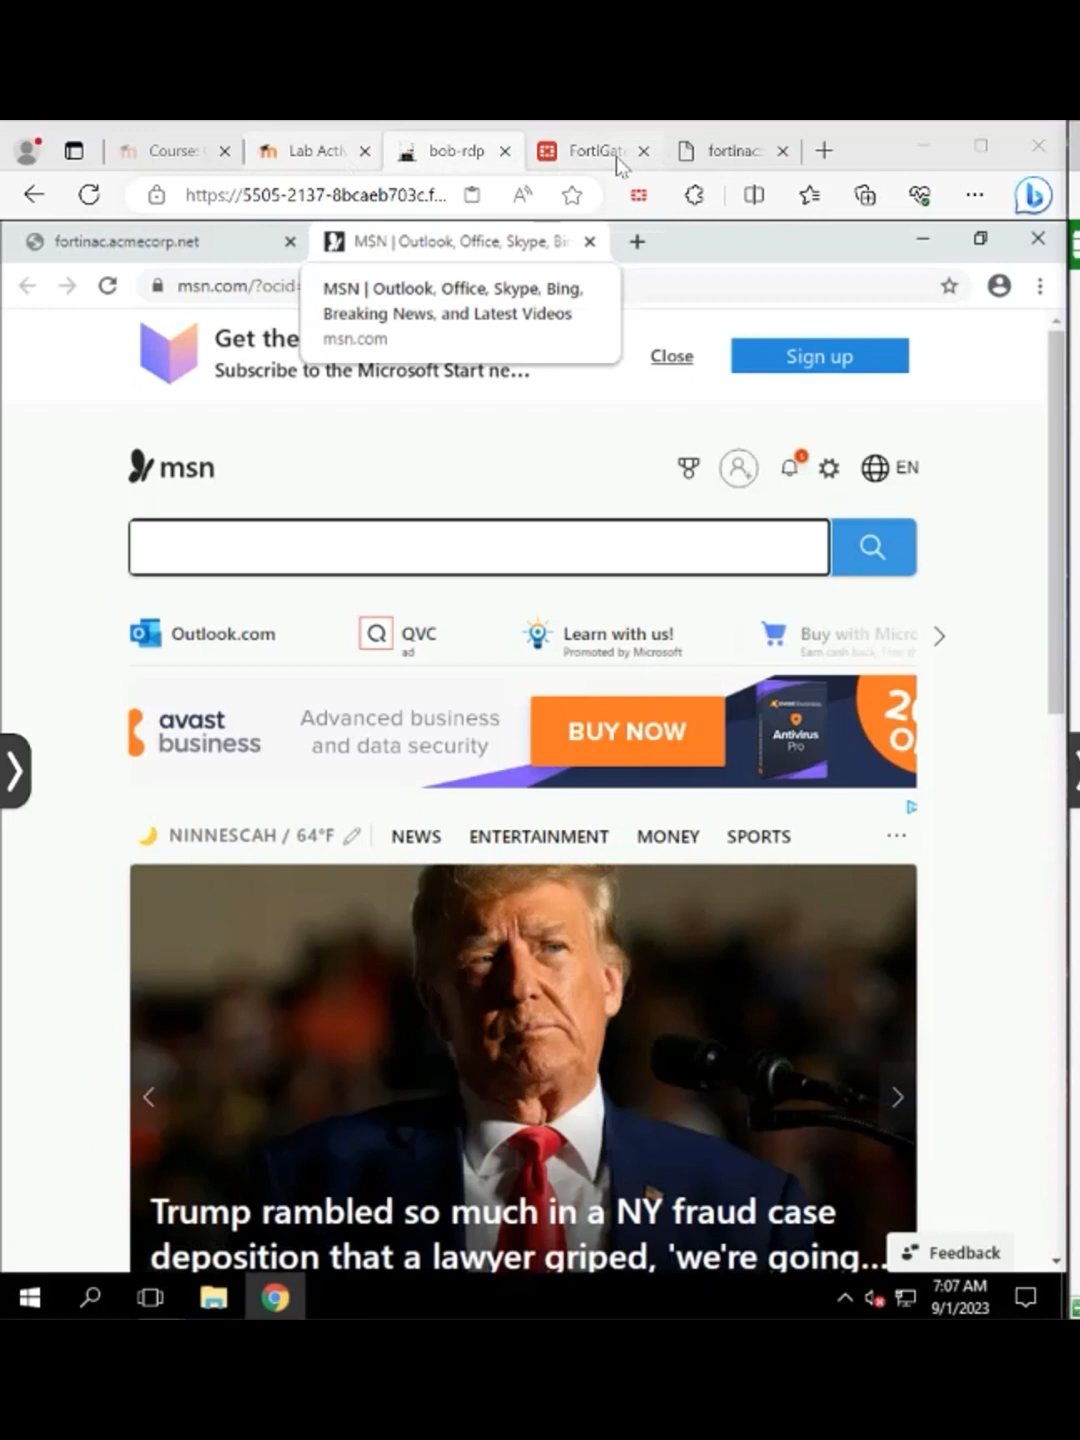 Course:
Lab Acti
bob-rdp
FortiGat
fortinac
https://5505-2137-8bcaeb703c.f...
fortinac.acmecorp.net
MSN | Outlook, Office, Skype, Bi
msn.com/?ocid
MSN | Outlook, Office, Skype, Bing,
Breaking News, and Latest Videos
msn.com
Get the
Subscribe to the Microsoft Start ne...
Close
Sign up
msn
EN
Outlook.com
QVC
ad
Learn with us!
Promoted by Microsoft
Buy with Micro
Earn cash back,
avast
business
Advanced business
and data security
BUY NOW
Antivirus
Pro
NINNESCAH / 64°F
NEWS
ENTERTAINMENT
MONEY
SPORTS
Trump rambled so much in a NY fraud case
deposition that a lawyer griped, 'we're going...
Feedback
7:07 AM
9/1/2023